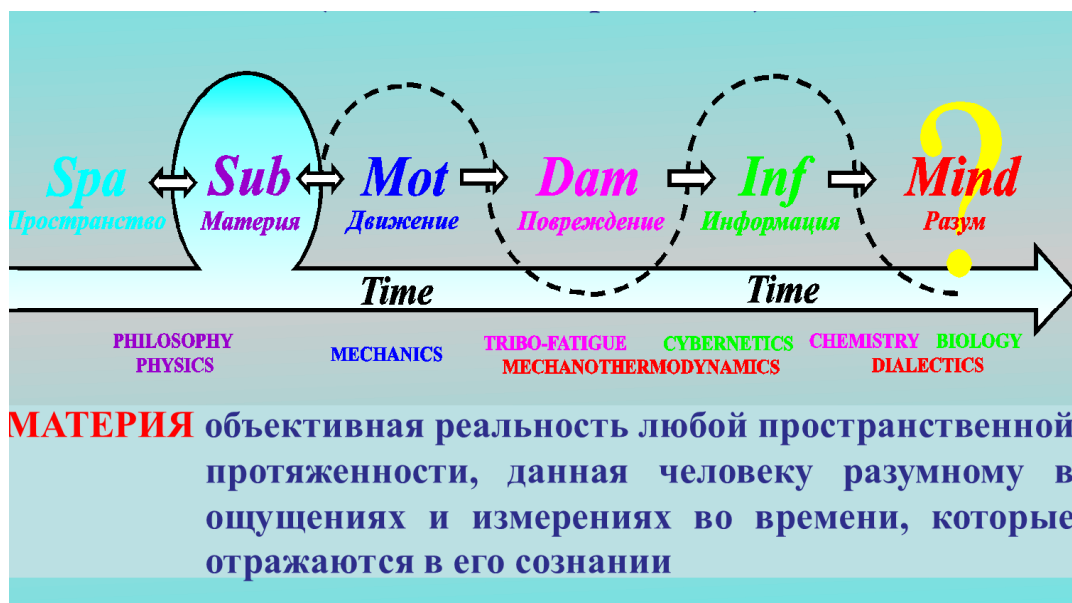 Spa Sub Mot Dam Inf Mind ?
Пространство Материя Движение Повреждение Информация Разум
Time Time
PHILOSOPHY MECHANICS TRIBO-FATIGUE CYBERNETICS CHEMISTRY BIOLOGY
PHYSICS MECHANOTHERMODYNAMICS DIALECTICS
МАТЕРИЯ объективная реальность любой пространственной
протяженности, данная человеку разумному в
ощущениях и измерениях во времени, которые
отражаются в его сознании